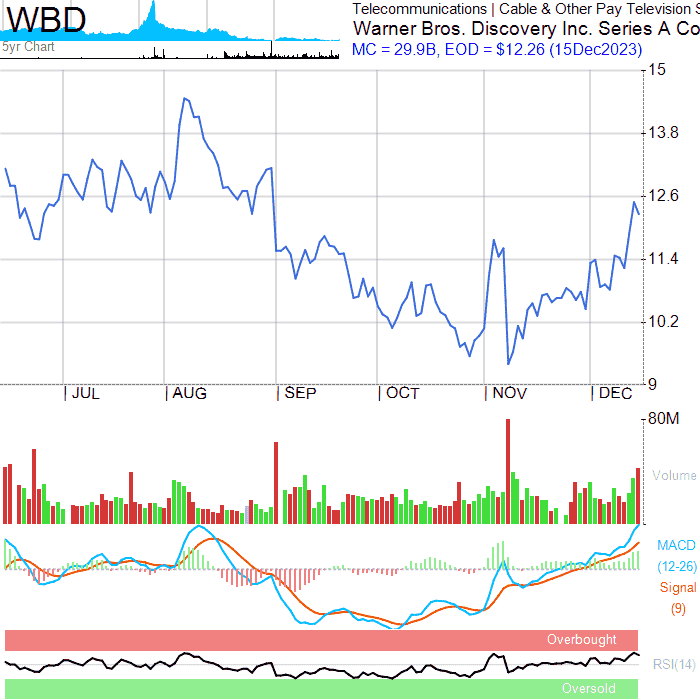 WBD
5yr Chart
Telecommunications | Cable & Other Pay Television S
Warner Bros. Discovery Inc. Series A Co
MC = 29.9B, EOD = $12.26 (15Dec2023)
15
13.8
12.6
11.4
10.2
9
JUL AUG SEP OCT NOV DEC
80M
Volume
MACD
(12-26)
Signal
(9)
Overbought
RSI(14)
Oversold